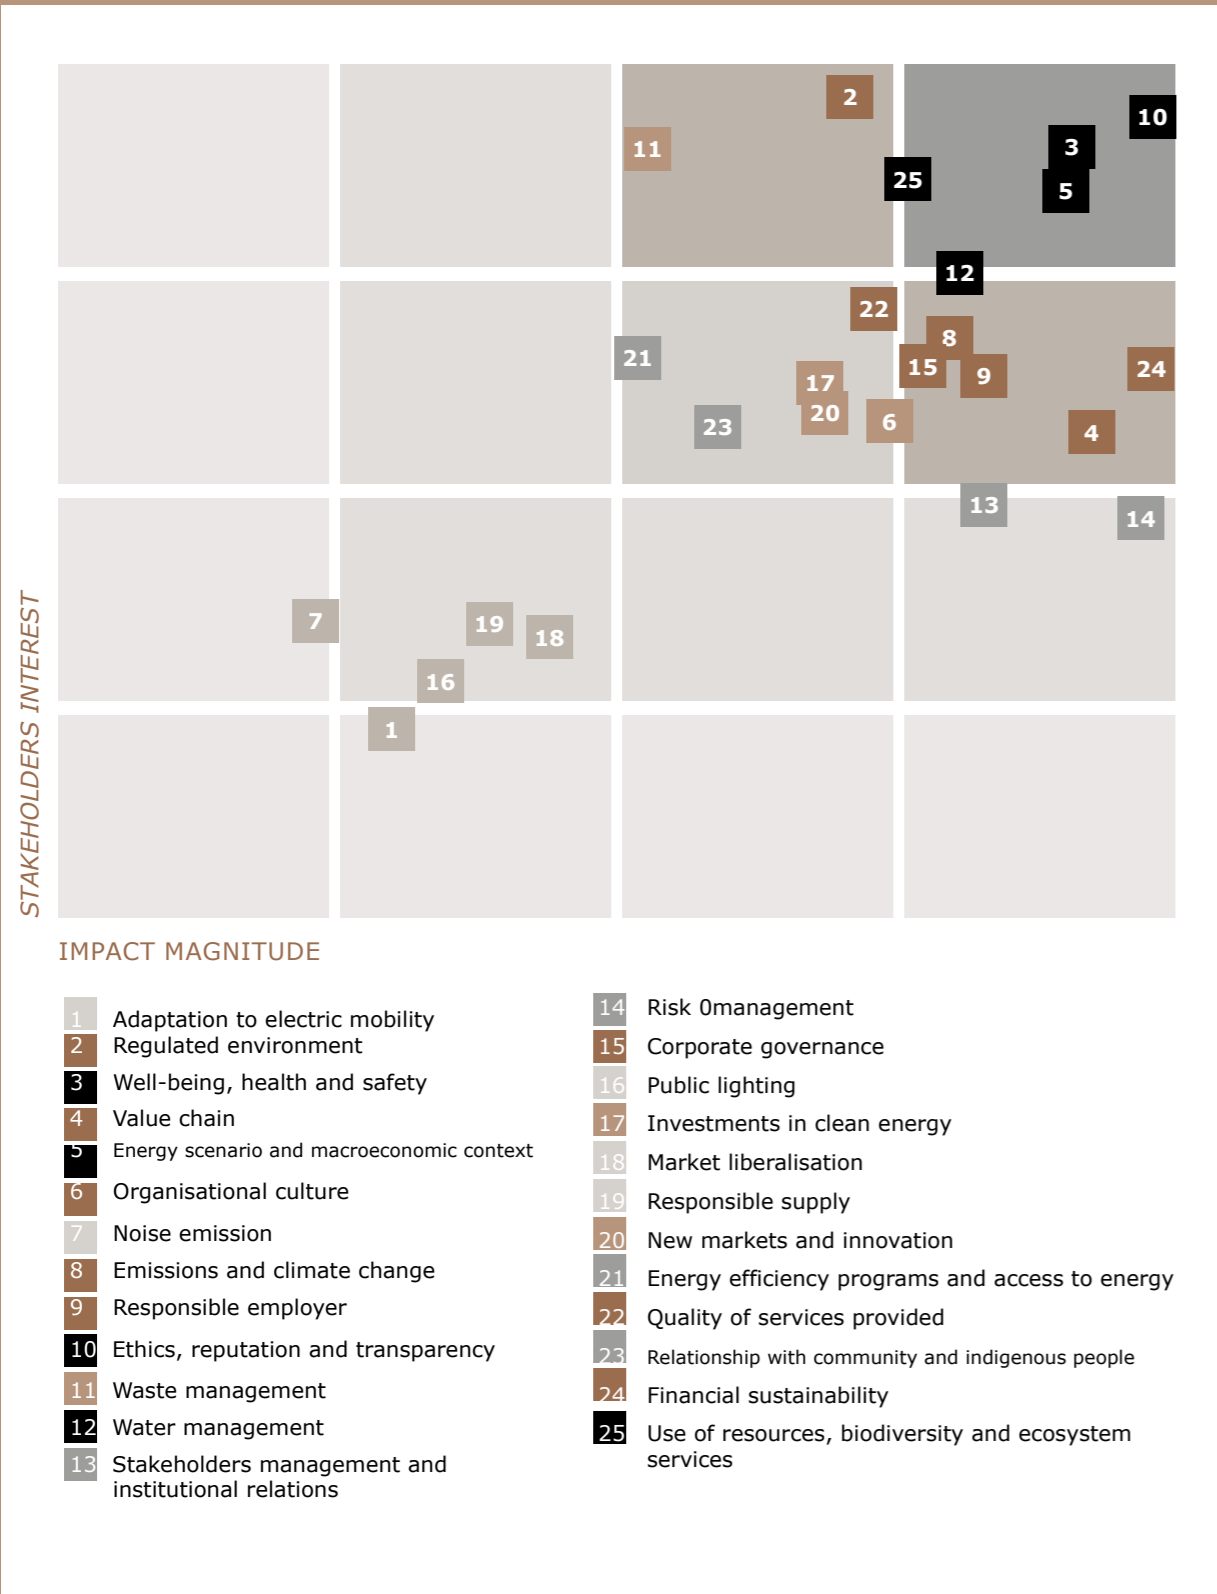 2
10
11
3
25
5
12
22
8
21
15
9
24
17
20
6
23
4
13
14
7
19
18
16
1
STAKEHOLDERS INTEREST
IMPACT MAGNITUDE
1 Adaptation to electric mobility
2 Regulated environment
3 Well-being, health and safety
4 Value chain
5 Energy scenario and macroeconomic context
6 Organisational culture
7 Noise emission
8 Emissions and climate change
9 Responsible employer
10 Ethics, reputation and transparency
11 Waste management
12 Water management
13 Stakeholders management and
institutional relations
14 Risk 0management
15 Corporate governance
16 Public lighting
17 Investments in clean energy
18 Market liberalisation
19 Responsible supply
20 New markets and innovation
21 Energy efficiency programs and access to energy
22 Quality of services provided
23 Relationship with community and indigenous people
24 Financial sustainability
25 Use of resources, biodiversity and ecosystem
services